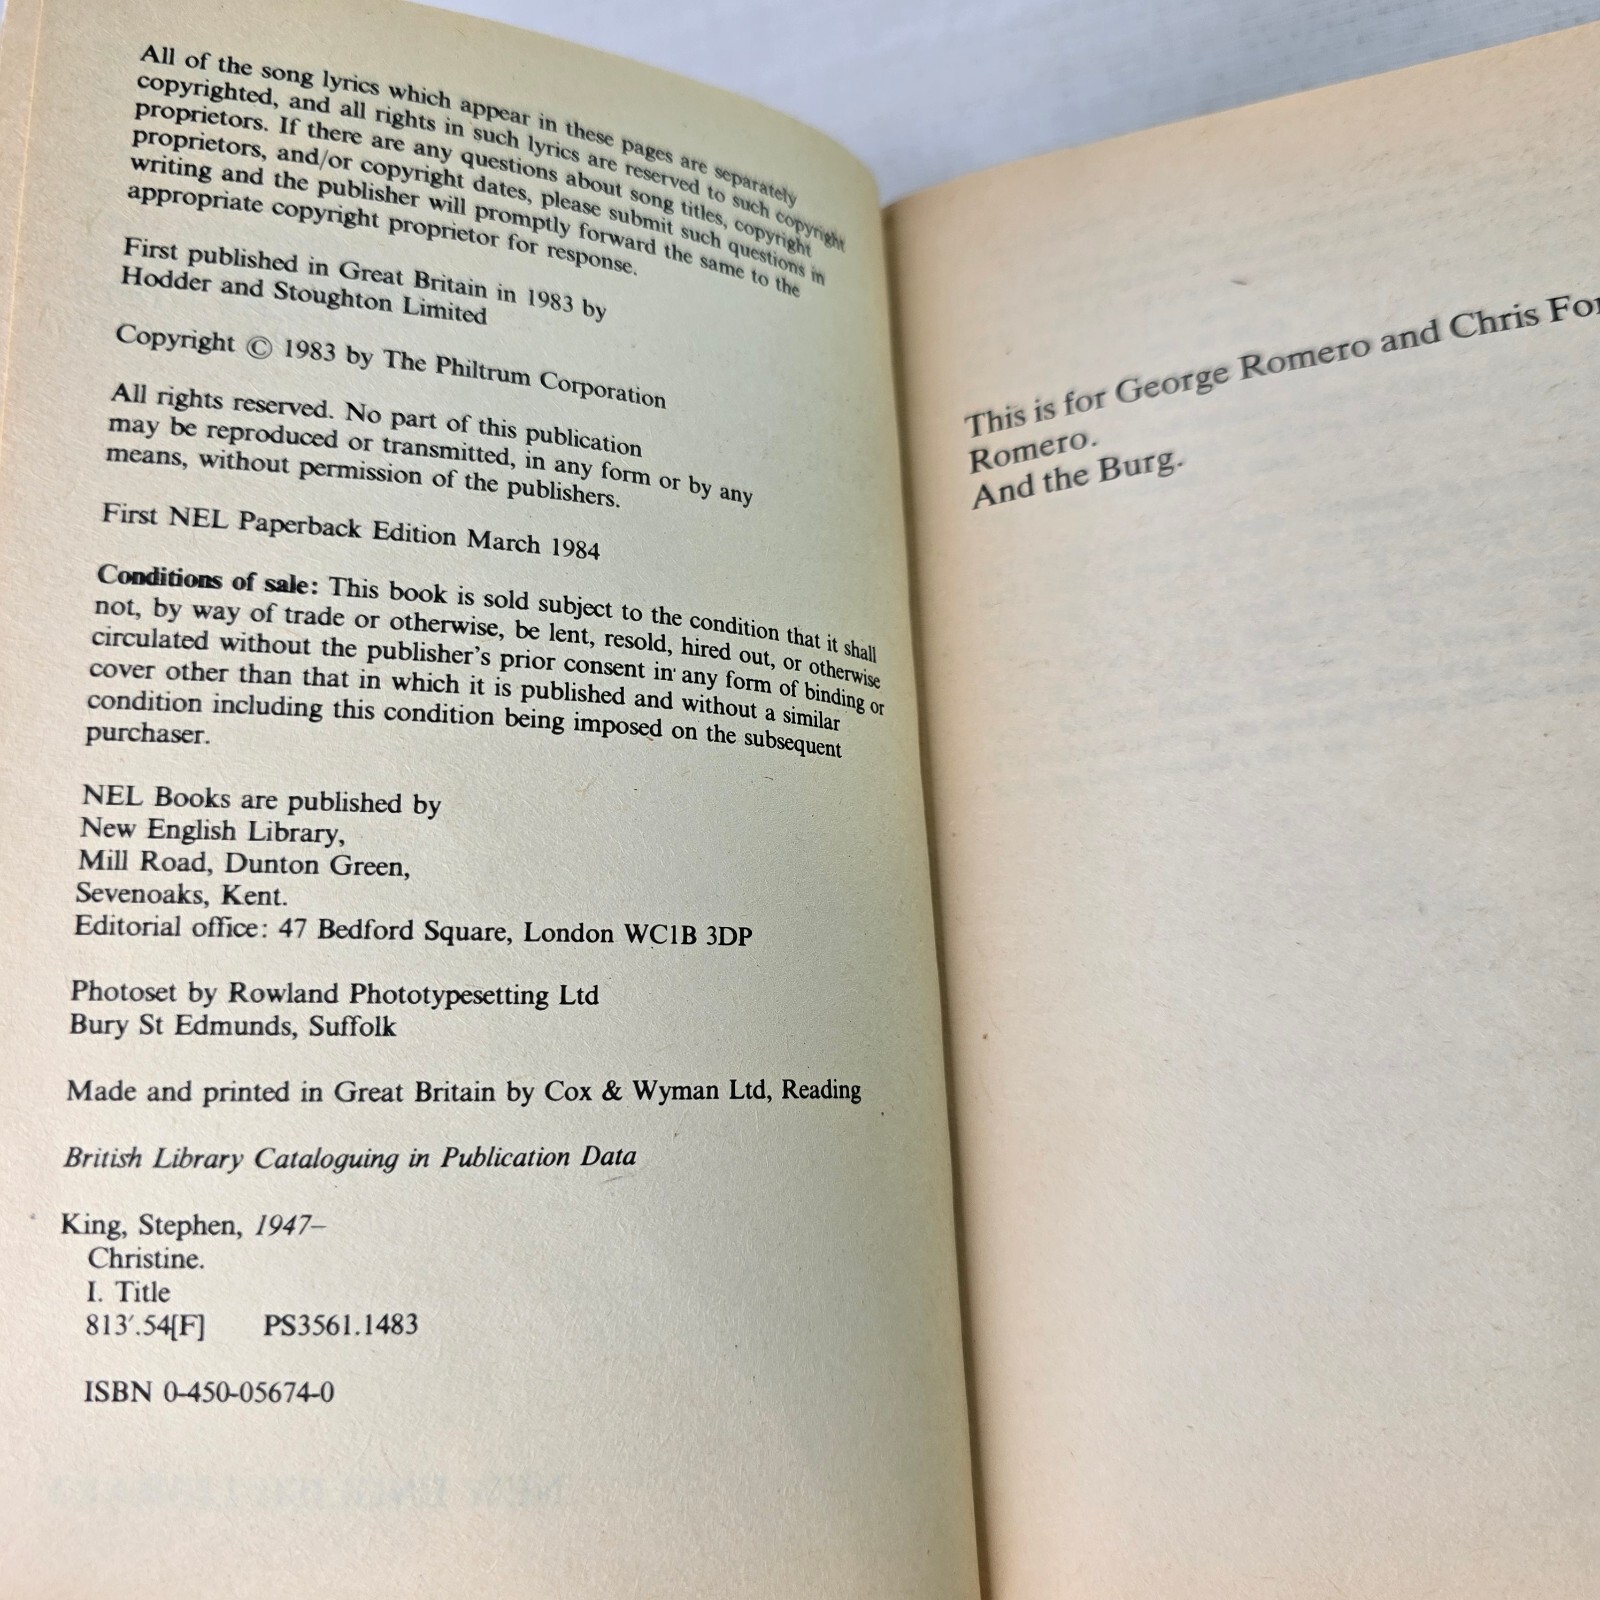 All of the song lyrics which appear in these pages are separately
copyrighted, and all rights in such lyrics are reserved to such copyright
proprietors. If there are any questions about song titles, copyright
proprietors, and/or copyright dates, please submit such questions in
writing and the publisher will promptly forward the same to the
appropriate copyright proprietor for response.
First published in Great Britain in 1983 by
Hodder and Stoughton Limited
Copyright © 1983 by The Philtrum Corporation
All rights reserved. No part of this publication
may be reproduced or transmitted, in any form or by any
means, without permission of the publishers.
First NEL Paperback Edition March 1984
Conditions of sale: This book is sold subject to the condition that it shall
not, by way of trade or otherwise, be lent, resold, hired out, or otherwise
circulated without the publisher's prior consent in any form of binding or
cover other than that in which it is published and without a similar
condition including this condition being imposed on the subsequent
purchaser.
NEL Books are published by
New English Library,
Mill Road, Dunton Green,
Sevenoaks, Kent.
Editorial office: 47 Bedford Square, London WC1B 3DP
Photoset by Rowland Phototypesetting Ltd
Bury St Edmunds, Suffolk
Made and printed in Great Britain by Cox & Wyman Ltd, Reading
British Library Cataloguing in Publication Data
King, Stephen, 1947–
Christine.
I. Title
813′.54[F] PS3561.1483
ISBN 0-450-05674-0
This is for George Romero and Chris
Romero.
And the Burg.